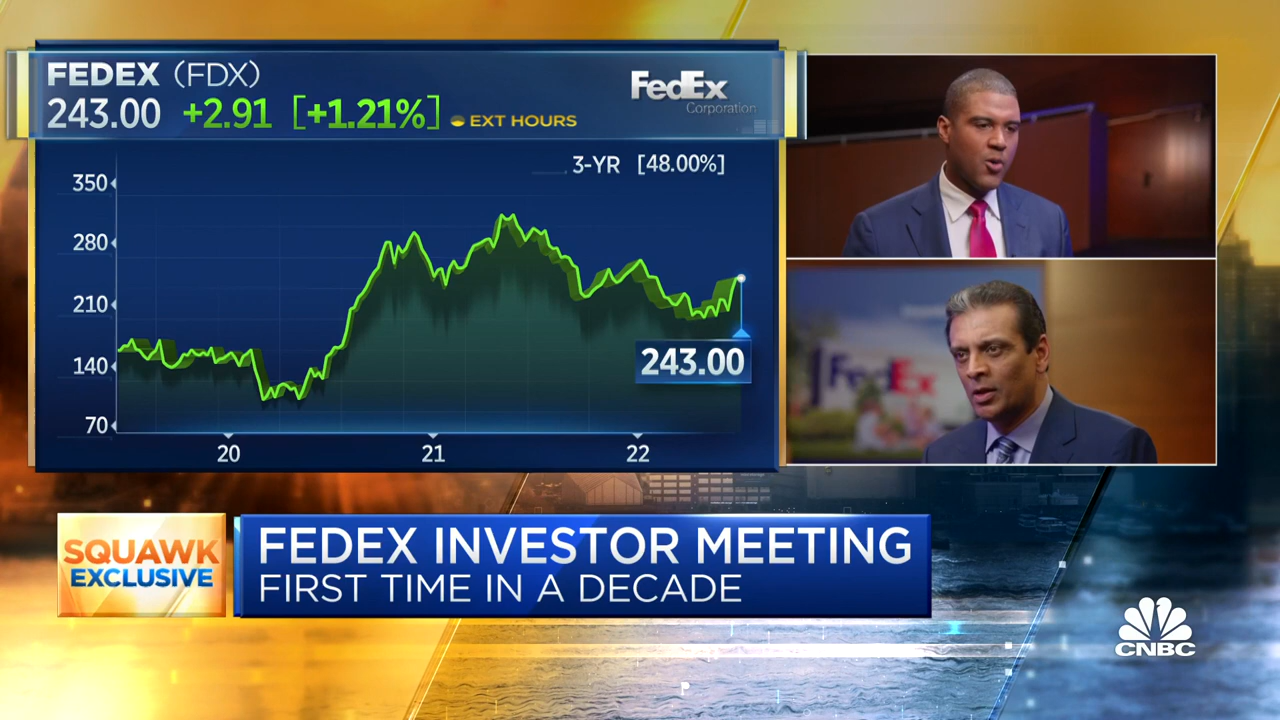 FEDEX (FDX)
243.00 +2.91 [+1.21%] EXT HOURS
FedEx
Corporation
3-YR [48.00%]
350
280
210
140
70
243.00
20 21 22
FedEx
SQUAWK
EXCLUSIVE
FEDEX INVESTOR MEETING
FIRST TIME IN A DECADE
CNBC